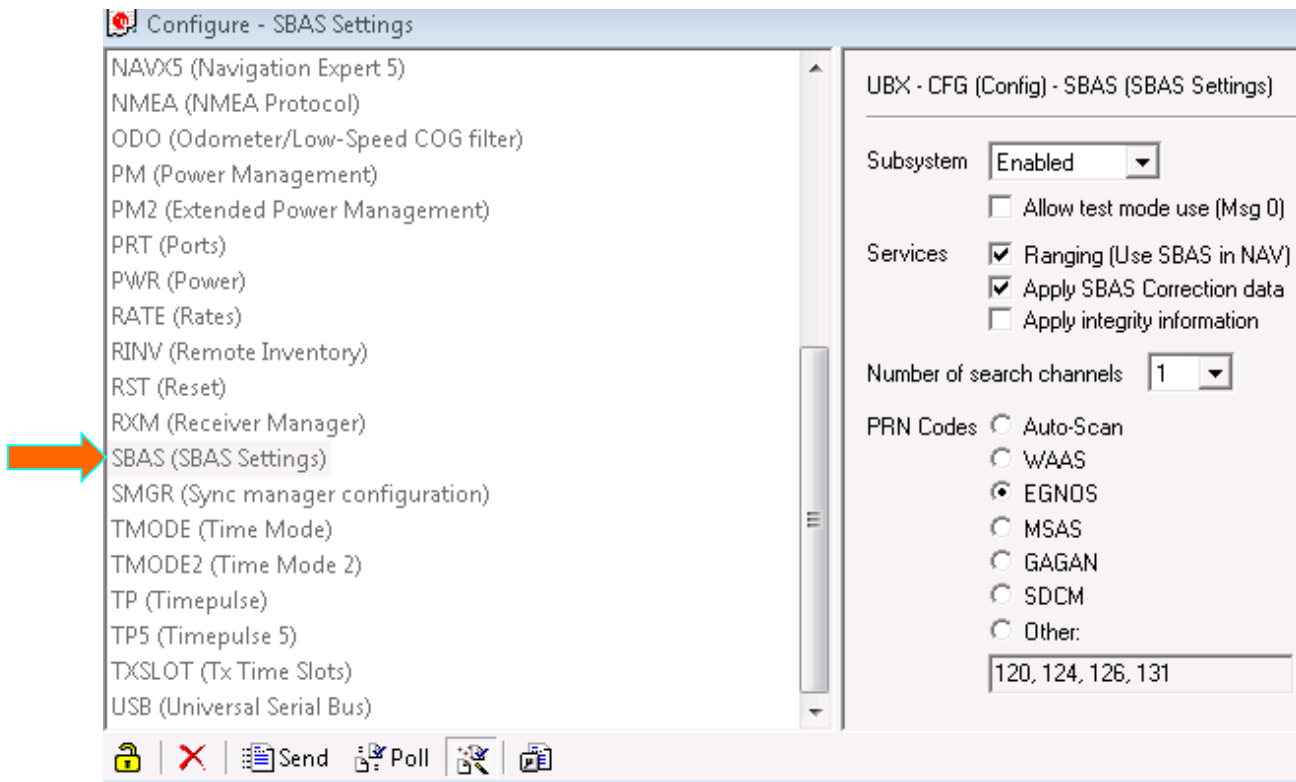 Configure - SBAS Settings
NAVX5 (Navigation Expert 5)
NMEA (NMEA Protocol)
ODO (Odometer/Low-Speed COG filter)
PM (Power Management)
PM2 (Extended Power Management)
PRT (Ports)
PWR (Power)
RATE (Rates)
RINV (Remote Inventory)
RST (Reset)
RXM (Receiver Manager)
SBAS (SBAS Settings)
SMGR (Sync manager configuration)
TMODE (Time Mode)
TMODE2 (Time Mode 2)
TP (Timepulse)
TP5 (Timepulse 5)
TXSLOT (Tx Time Slots)
USB (Universal Serial Bus)
UBX - CFG (Config) - SBAS (SBAS Settings)
Subsystem Enabled
Allow test mode use (Msg 0)
Services Ranging (Use SBAS in NAV)
Apply SBAS Correction data
Apply integrity information
Number of search channels 1
PRN Codes Auto-Scan
WAAS
EGNOS
MSAS
GAGAN
SDCM
Other:
120, 124, 126, 131
Send Poll